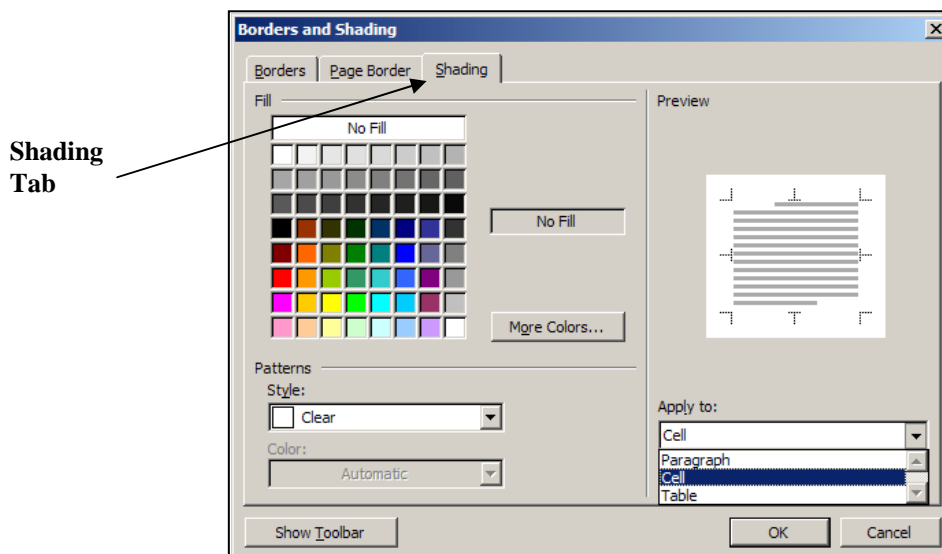 Borders and Shading
Borders
Page Border
Shading
Fill
Preview
No Fill
Shading
Tab
No Fill
More Colors...
Patterns
Style:
Clear
Apply to:
Cell
Color:
Automatic
Paragraph
Cell
Table
Show Toolbar
OK
Cancel